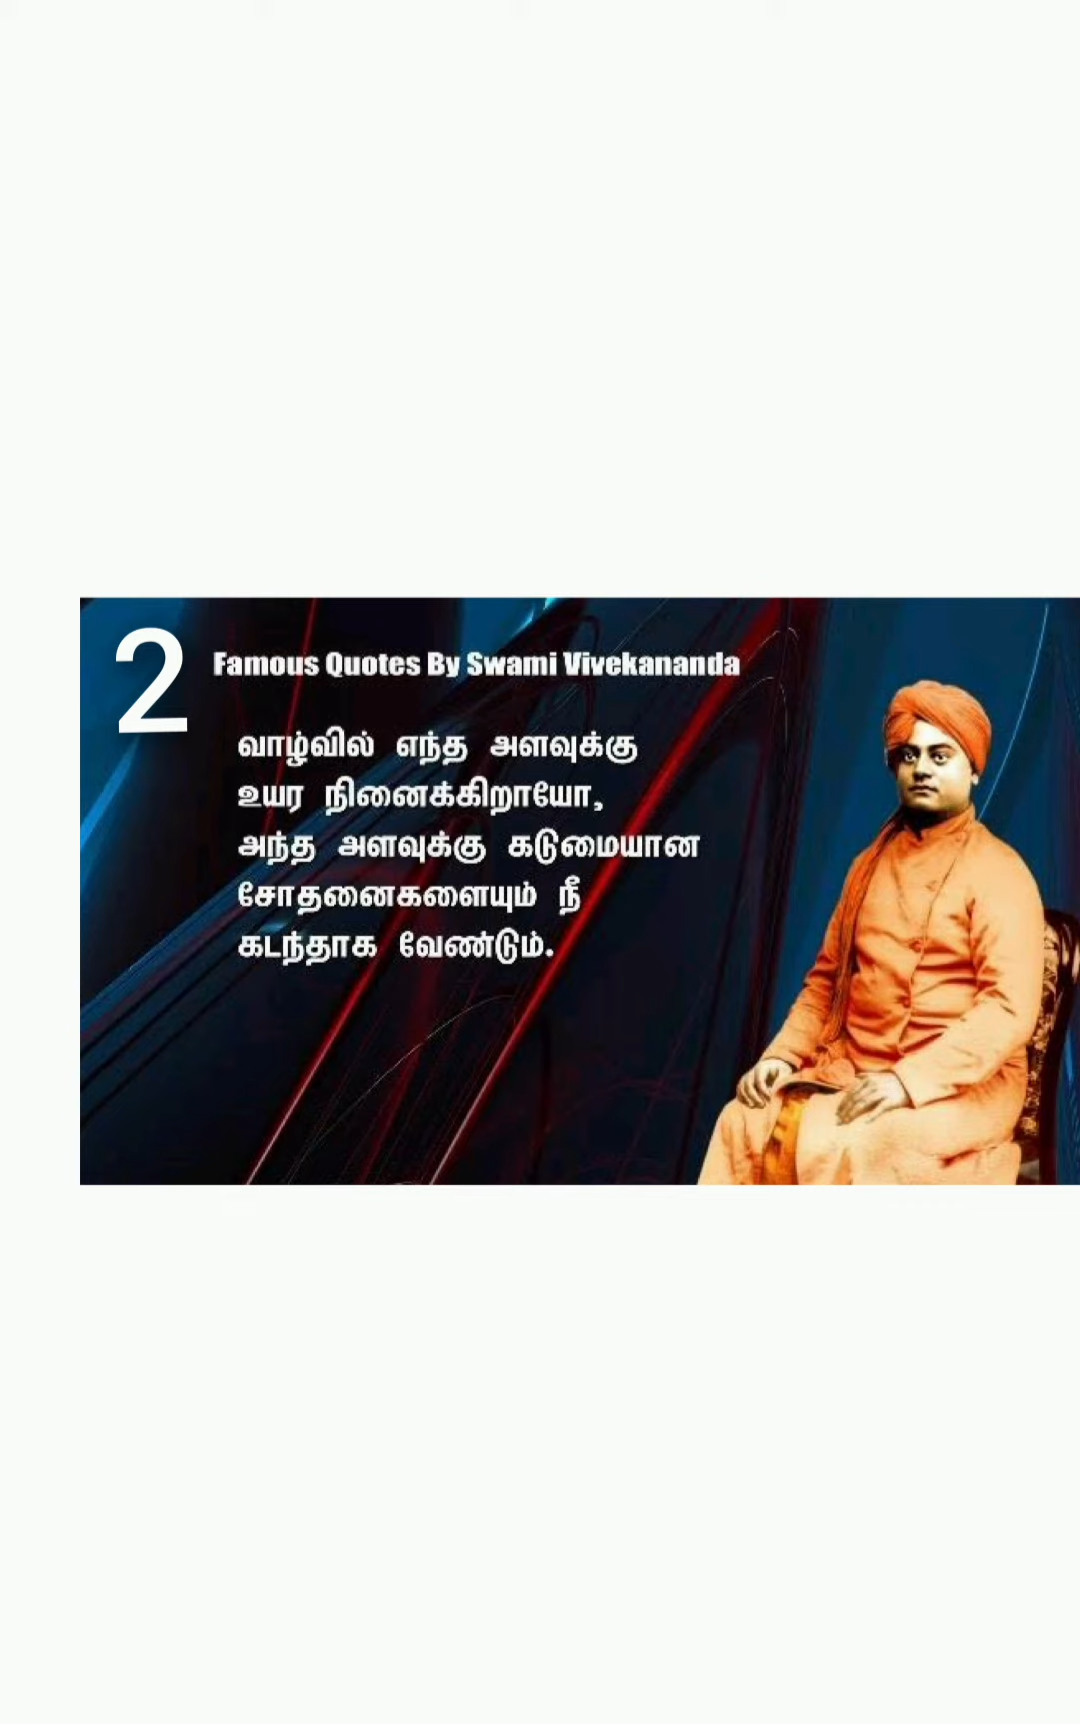 2
Famous Quotes By Swami Vivekananda
வாழ்வில் எந்த அளவுக்கு
உயர நினைக்கிறாயோ,
அந்த அளவுக்கு கடுமையான
சோதனைகளையும் நீ
கடந்தாக வேண்டும்.